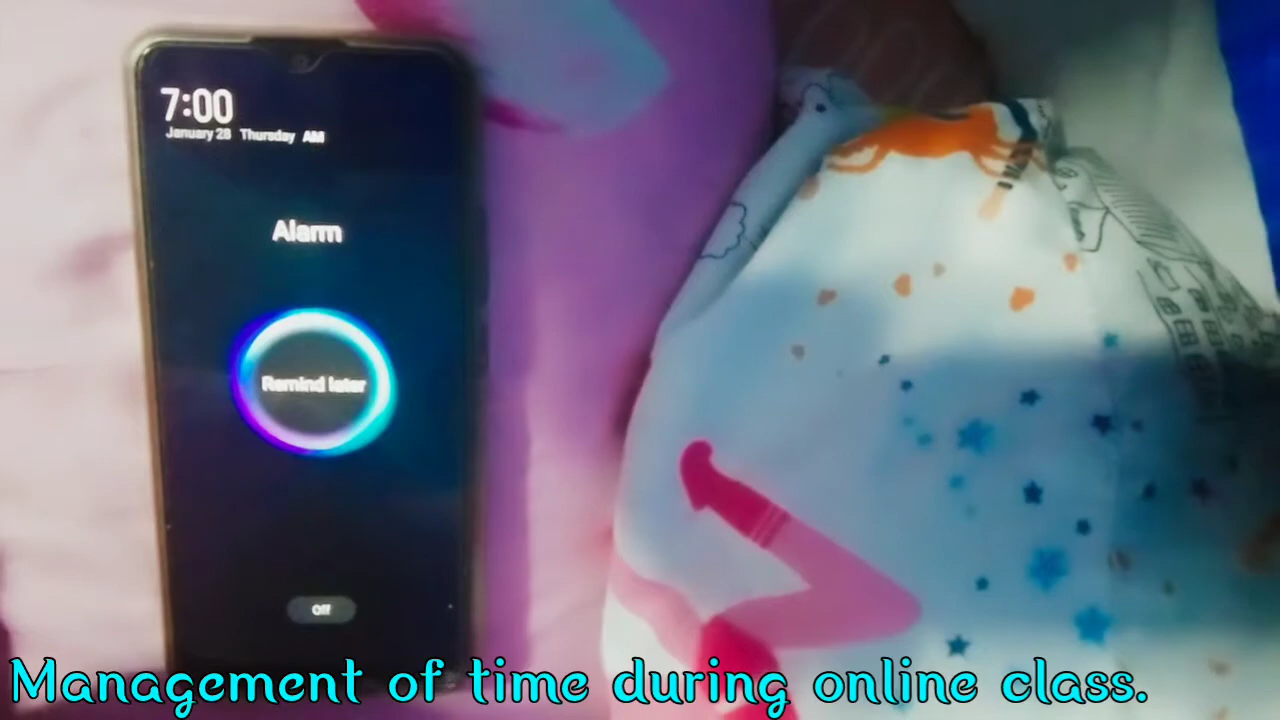 7:00
January 28 Thursday AM
Alarm
Remind later
Off
Management of time during online class.